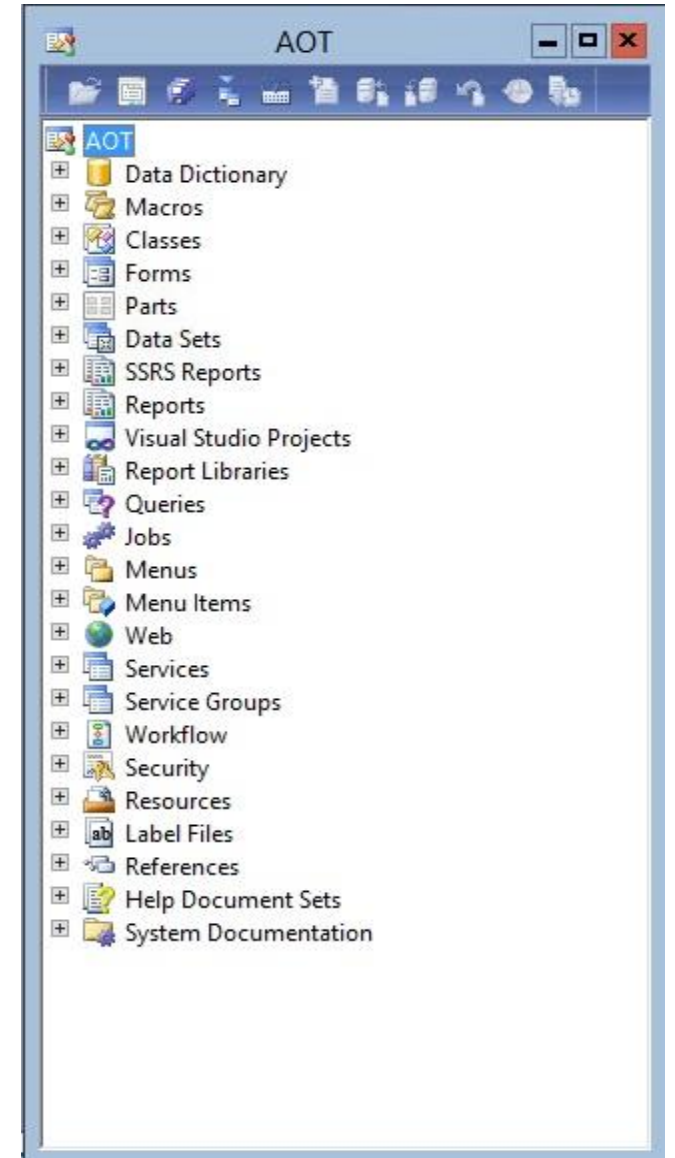 AOT
AOT
Data Dictionary
Macros
Classes
Forms
Parts
Data Sets
SSRS Reports
Reports
Visual Studio Projects
Report Libraries
Queries
Jobs
Menus
Menu Items
Web
Services
Service Groups
Workflow
Security
Resources
ab Label Files
References
Help Document Sets
System Documentation